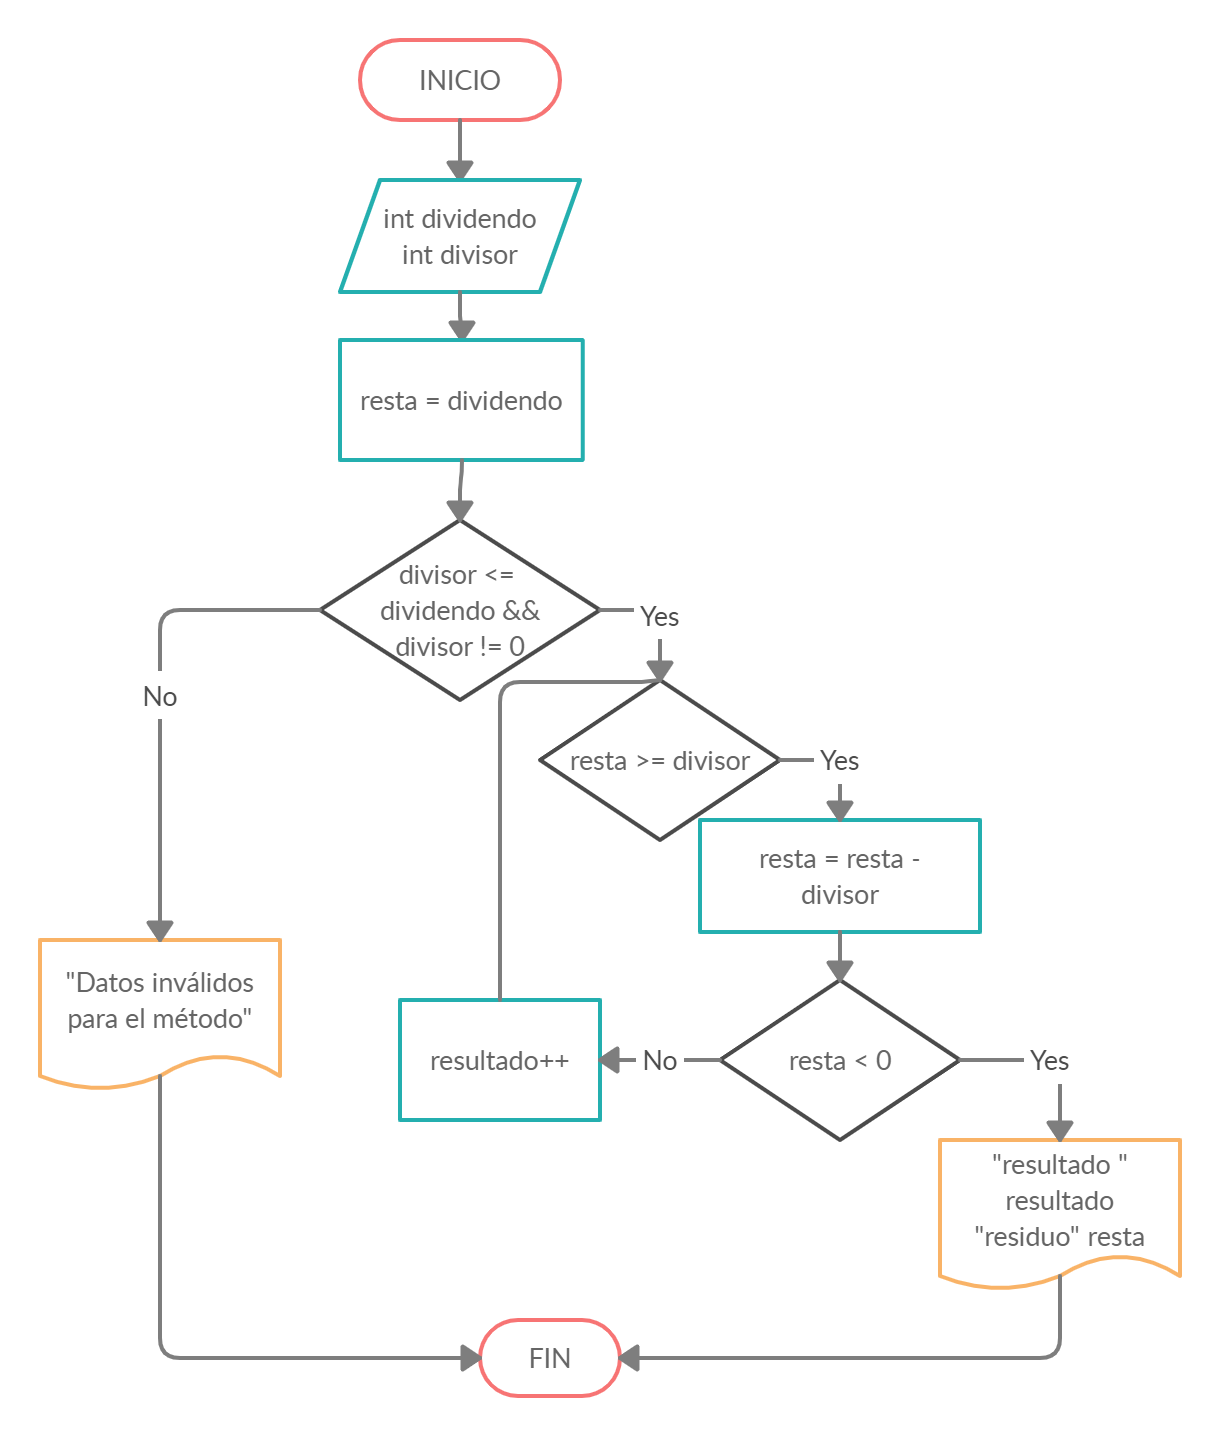 INICIO
int dividendo
int divisor
resta = dividendo
divisor <=
dividendo &&
divisor != 0
Yes
No
resta >= divisor
Yes
resta = resta -
divisor
"Datos inválidos
para el método"
resultado++
No
resta < 0
Yes
"resultado "
resultado
"residuo" resta
FIN